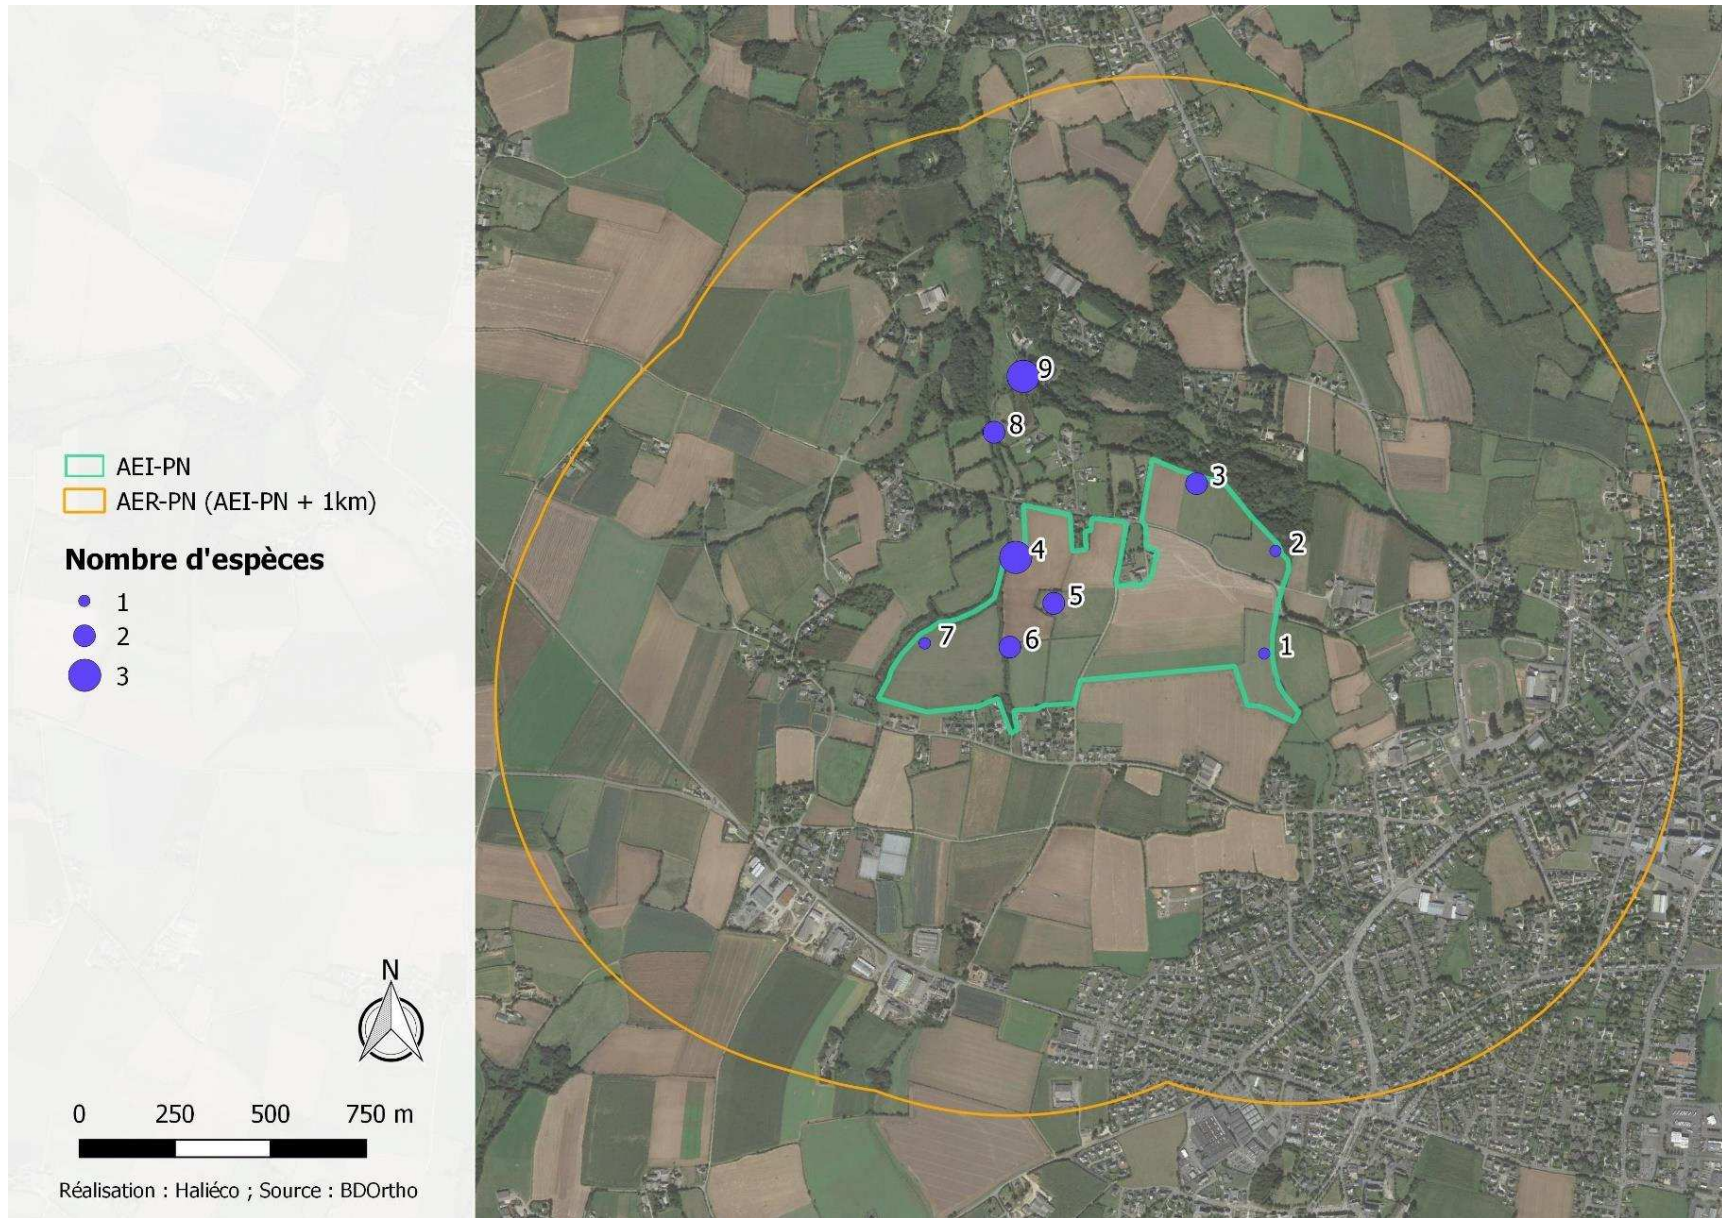 AEI-PN
AER-PN (AEI-PN + 1km)
Nombre d'espèces
1
2
3
N
0 250 500 750 m
Réalisation : Haliéco ; Source : BDOrtho
9
8
3
2
4
5
6
7
1